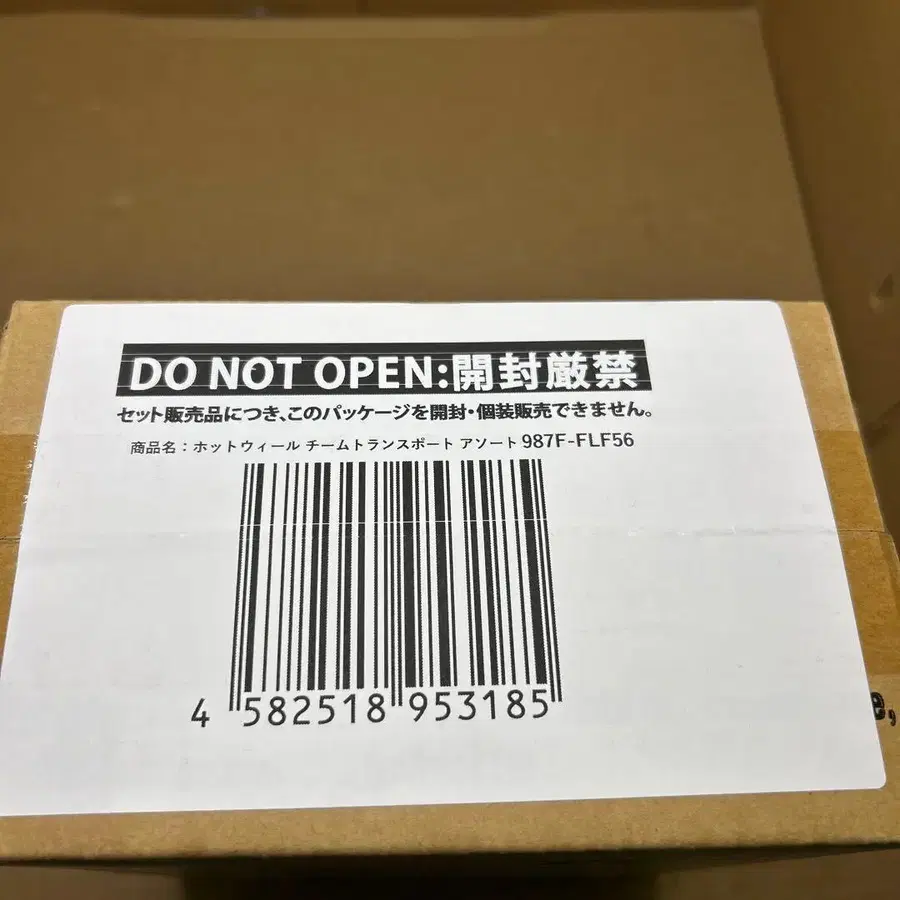 DO NOT OPEN:開封厳禁
セット販売品につき、このパッケージを開封・個装販売できません。
商品名：ホットウィール チームトランスポート アソート 987F-FLF56
4 582518 953185